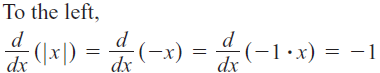 To the left,
d/dx (|x|) = d/dx (−x) = d/dx (−1 · x) = −1